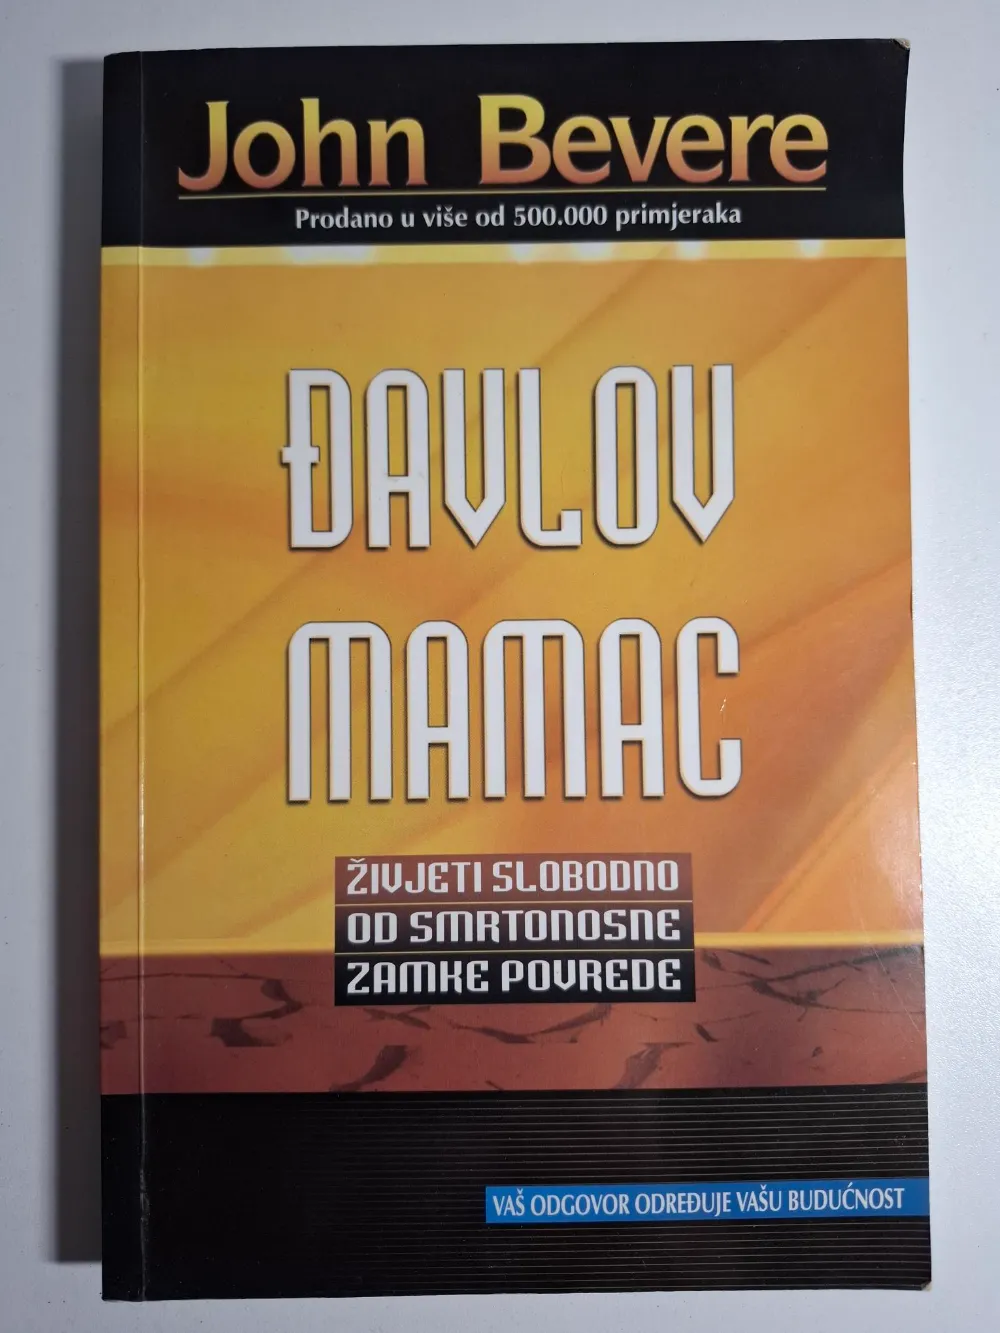 John Bevere
Prodano u više od 500.000 primjeraka
ĐAVLOV
MAMAC
ŽIVJETI SLOBODNO
OD SMRTONOSNE
ZAMKE POVREDE
VAŠ ODGOVOR ODREĐUJE VAŠU BUDUĆNOST